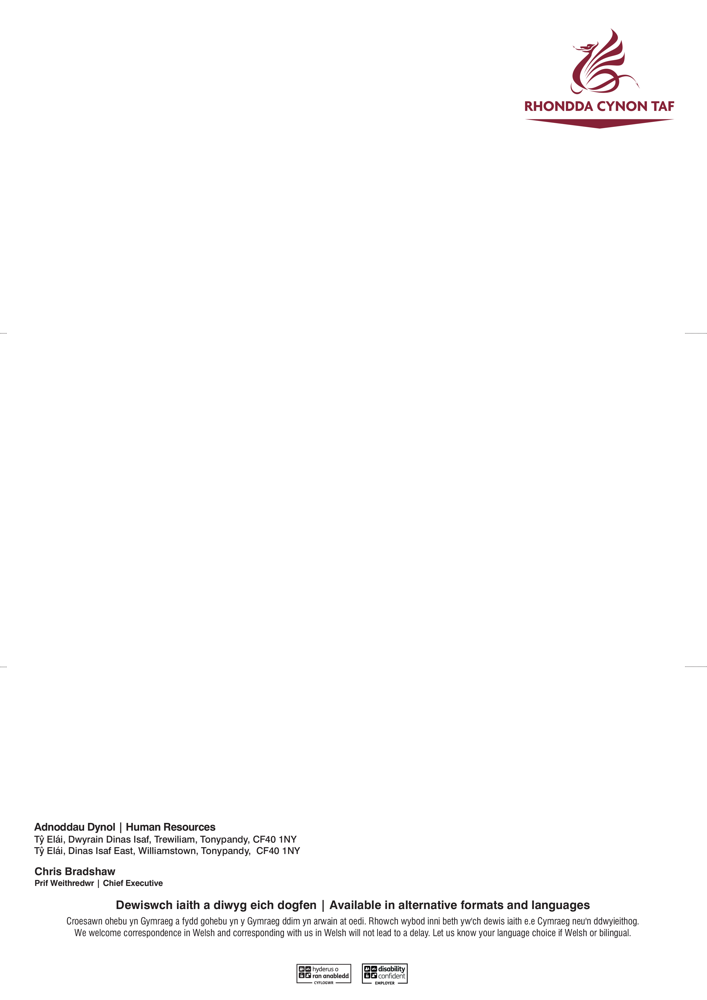 RHONDDA CYNON TAF
Adnoddau Dynol | Human Resources
Tŷ Elái, Dwyrain Dinas Isaf, Trewiliam, Tonypandy, CF40 1NY
Tŷ Elái, Dinas Isaf East, Williamstown, Tonypandy, CF40 1NY
Chris Bradshaw
Prif Weithredwr | Chief Executive
Dewiswch iaith a diwyg eich dogfen | Available in alternative formats and languages
Croesawn ohebu yn Gymraeg a fydd gohebu yn y Gymraeg ddim yn arwain at oedi. Rhowch wybod inni beth yw'ch dewis iaith e.e Cymraeg neu'n ddwyieithog.
We welcome correspondence in Welsh and corresponding with us in Welsh will not lead to a delay. Let us know your language choice if Welsh or bilingual.
hyderus o
ran anabledd
CYFLOGWR
disability
confident
EMPLOYER